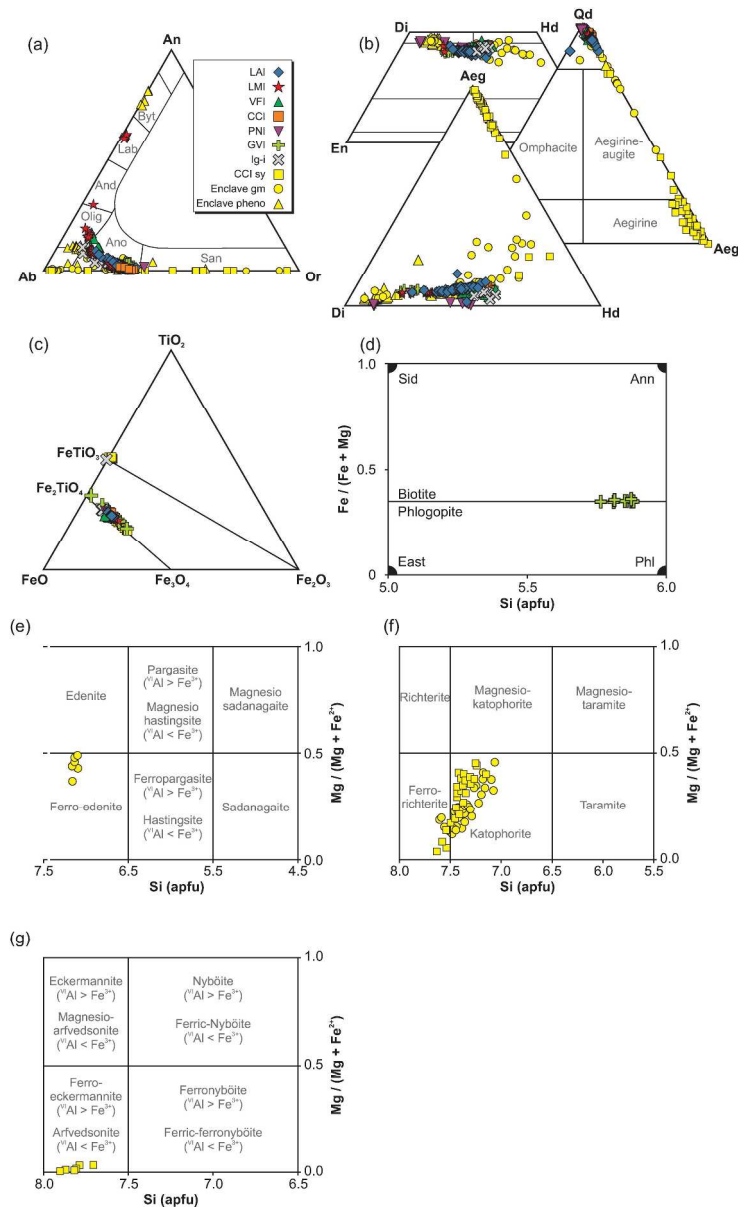 (a)
An
LAI
LMI
VFI
CCI
PNI
GVI
Ig-i
CCI sy
Enclave gm
Enclave pheno
Byt
Lab
And
Olig
Ano
San
Ab
Or
(b)
Di
Hd
En
Aeg
Di
Hd
Qd
Omphacite
Aegirine-
augite
Aegirine
Aeg
(c)
TiO2
FeTiO3
Fe2TiO4
FeO
Fe3O4
Fe2O3
(d)
Fe / (Fe + Mg)
1.0
0.5
0
Sid
Ann
Biotite
Phlogopite
East
Phl
5.0
5.5
6.0
Si (apfu)
(e)
Edenite
Pargasite
(VIAl > Fe3+)
Magnesio
hastingsite
(VIAl < Fe3+)
Magnesio
sadanagaite
Ferro-edenite
Ferropargasite
(VIAl > Fe3+)
Hastingsite
(VIAl < Fe3+)
Sadanagaite
1.0
0.5
0.0
Mg / (Mg + Fe2+)
7.5
6.5
5.5
4.5
Si (apfu)
(f)
Richterite
Magnesio-
katophorite
Magnesio-
taramite
Ferro-
richterite
Katophorite
Taramite
1.0
0.5
0.0
Mg / (Mg + Fe2+)
8.0
7.5
7.0
6.5
6.0
5.5
Si (apfu)
(g)
Eckermannite
(VIAl > Fe3+)
Magnesio-
arfvedsonite
(VIAl < Fe3+)
Nyböite
(VIAl > Fe3+)
Ferric-Nyböite
(VIAl < Fe3+)
Ferro-
eckermannite
(VIAl > Fe3+)
Arfvedsonite
(VIAl < Fe3+)
Ferronyböite
(VIAl > Fe3+)
Ferric-ferronyböite
(VIAl < Fe3+)
1.0
0.5
0.0
Mg / (Mg + Fe2+)
8.0
7.5
7.0
6.5
Si (apfu)